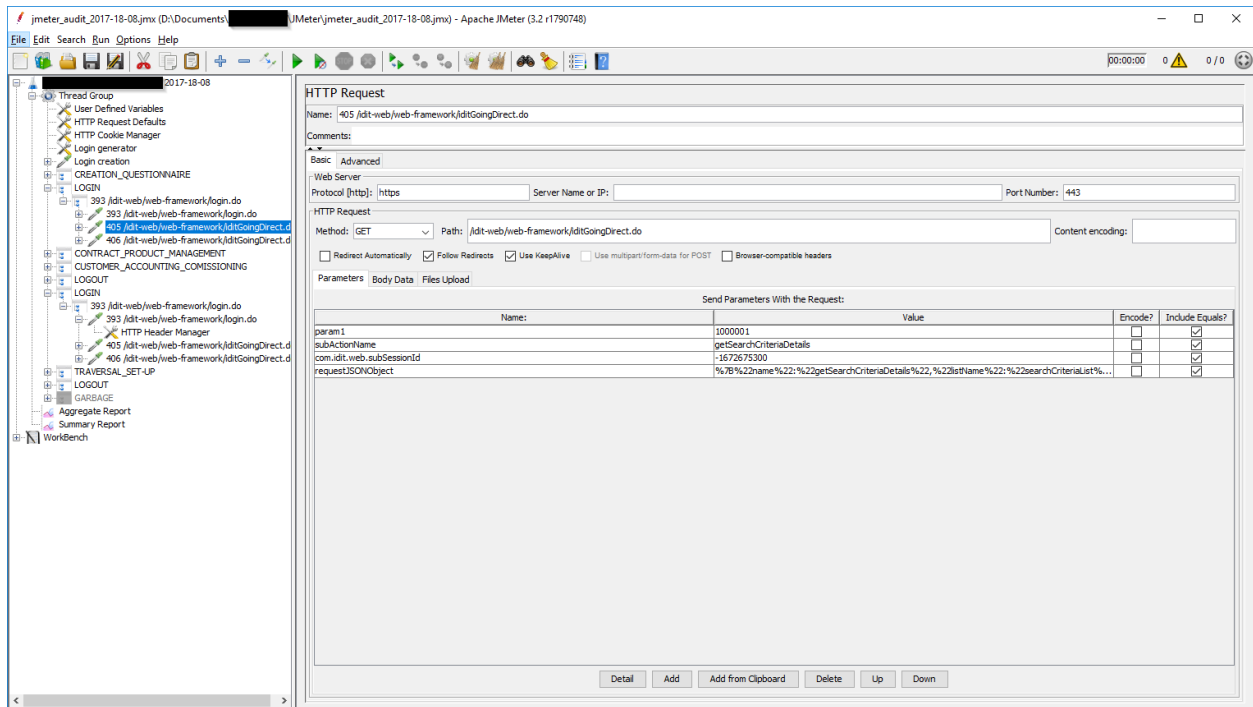 jmeter_audit_2017-18-08.jmx (D:\Documents\ \JMeter\jmeter_audit_2017-18-08.jmx) - Apache JMeter (3.2 r1790748)
File Edit Search Run Options Help
00:00:00 0 0 / 0
2017-18-08
Thread Group
User Defined Variables
HTTP Request Defaults
HTTP Cookie Manager
Login generator
Login creation
CREATION_QUESTIONNAIRE
LOGIN
393 /idit-web/web-framework/login.do
393 /idit-web/web-framework/login.do
405 /idit-web/web-framework/iditGoingDirect.d
406 /idit-web/web-framework/iditGoingDirect.d
CONTRACT_PRODUCT_MANAGEMENT
CUSTOMER_ACCOUNTING_COMISSIONING
LOGOUT
LOGIN
393 /idit-web/web-framework/login.do
393 /idit-web/web-framework/login.do
HTTP Header Manager
405 /idit-web/web-framework/iditGoingDirect.d
406 /idit-web/web-framework/iditGoingDirect.d
TRAVERSAL_SET-UP
LOGOUT
GARBAGE
Aggregate Report
Summary Report
WorkBench
HTTP Request
Name: 405 /idit-web/web-framework/iditGoingDirect.do
Comments:
Basic Advanced
Web Server
Protocol [http]: https Server Name or IP: Port Number: 443
HTTP Request
Method: GET Path: /idit-web/web-framework/iditGoingDirect.do Content encoding:
Redirect Automatically Follow Redirects Use KeepAlive Use multipart/form-data for POST Browser-compatible headers
Parameters Body Data Files Upload
Send Parameters With the Request:
Name: Value Encode? Include Equals?
param1 1000001
subActionName getSearchCriteriaDetails
com.idit.web.subSessionId -1672675300
requestJSONObject %7B%22name%22:%22getSearchCriteriaDetails%22,%22listName%22:%22searchCriteriaList%...
Detail Add Add from Clipboard Delete Up Down